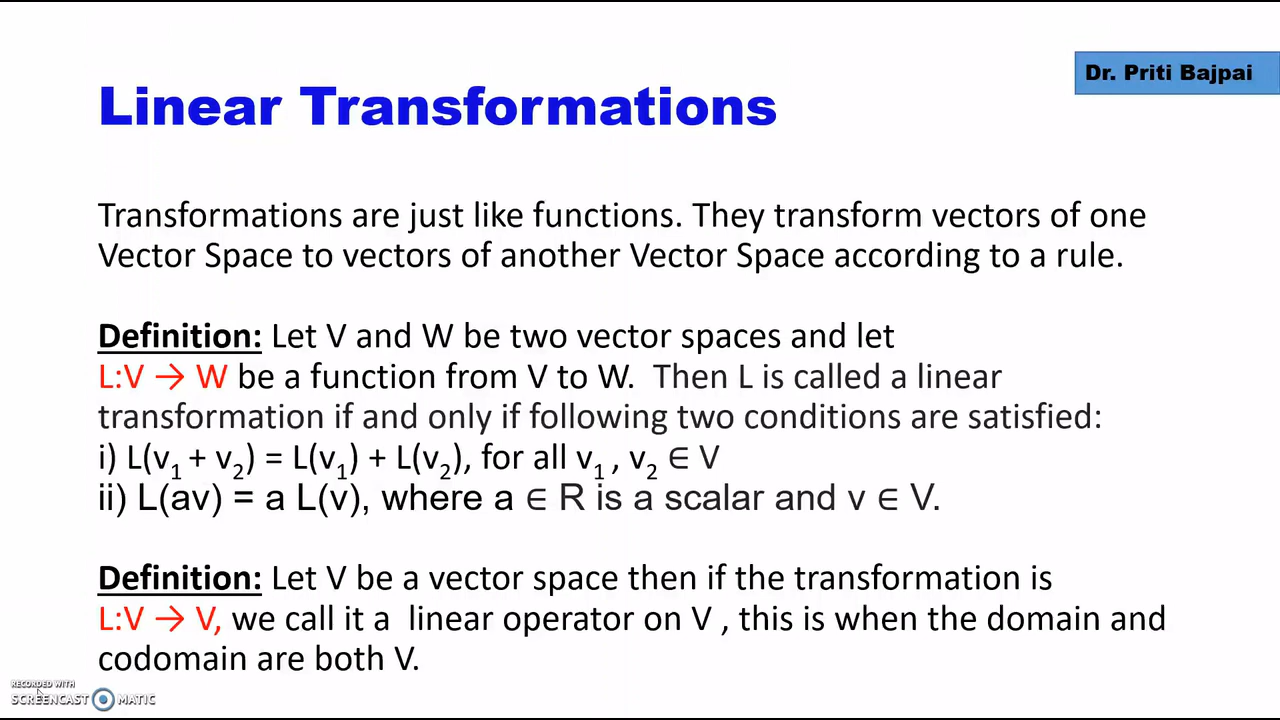 Dr. Priti Bajpai
Linear Transformations
Transformations are just like functions. They transform vectors of one
Vector Space to vectors of another Vector Space according to a rule.
Definition: Let V and W be two vector spaces and let
L:V → W be a function from V to W. Then L is called a linear
transformation if and only if following two conditions are satisfied:
i) L(v₁ + v₂) = L(v₁) + L(v₂), for all v₁ , v₂ ∈ V
ii) L(av) = a L(v), where a ∈ R is a scalar and v ∈ V.
Definition: Let V be a vector space then if the transformation is
L:V → V, we call it a linear operator on V , this is when the domain and
codomain are both V.
RECORDED WITH
SCREENCAST MATIC